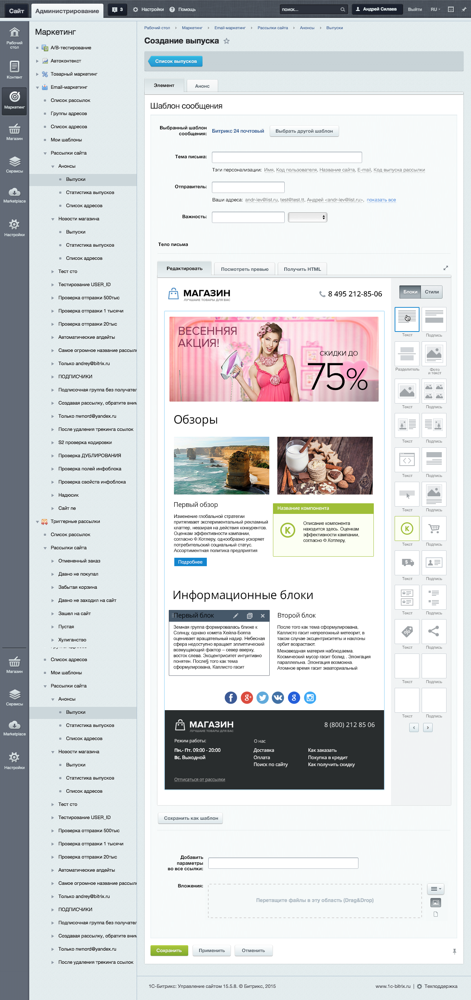 Сайт
Администрирование
3
Настройки
Помощь
поиск...
Андрей Силаев
Выйти
RU
Рабочий
стол
Контент
Маркетинг
Магазин
Сервисы
Marketplace
Настройки
Магазин
Сервисы
Marketplace
Настройки
Маркетинг
A/B-тестирование
Автоконтекст
Товарный маркетинг
Email-маркетинг
Список рассылок
Группы адресов
Список адресов
Мои шаблоны
Рассылки сайта
Анонсы
Выпуски
Статистика выпусков
Список адресов
Новости магазина
Выпуски
Статистика выпусков
Список адресов
Тест сто
Тестирование USER_ID
Проверка отправки 500тыс
Проверка отправки 1 тысячи
Проверка отправки 20тыс
Автоматические апдейты
Самое огромное название рассылк
Только andrey@bitrix.ru
ПОДПИСЧИКИ
Подписочная группа без получател
Создавая рассылку, обратите вним
Только nwnord@yandex.ru
После удаления трекинга ссылок
S2 проверка кодировки
Проверка ДУБЛИРОВАНИЯ
Проверка полей инфоблока
Проверка свойств инфоблока
Надюсик
Сайт ne
Триггерные рассылки
Список рассылок
Рассылки сайта
Отмененный заказ
Давно не покупал
Забытая корзина
Давно не заходил на сайт
Зашел на сайт
Пустая
Хулиганство
Список адресов
Мои шаблоны
Рассылки сайта
Анонсы
Выпуски
Статистика выпусков
Список адресов
Новости магазина
Выпуски
Статистика выпусков
Список адресов
Тест сто
Тестирование USER_ID
Проверка отправки 500тыс
Проверка отправки 1 тысячи
Проверка отправки 20тыс
Автоматические апдейты
Самое огромное название рассылк
Только andrey@bitrix.ru
ПОДПИСЧИКИ
Подписочная группа без получател
Создавая рассылку, обратите вним
Только nwnord@yandex.ru
После удаления трекинга ссылок
Рабочий стол Маркетинг Email-маркетинг Рассылки сайта Анонсы Выпуски
Создание выпуска
Список выпусков
Элемент
Анонс
Шаблон сообщения
Выбранный шаблон
сообщения:
Битрикс 24 почтовый
Выбрать другой шаблон
Тема письма:
Тэги персонализации: Имя, Код пользователя, Название сайта, E-mail, Код выпуска рассылки
Отправитель:
Ваши адреса: andr-lev@list.ru, test@test.tt, Андрей <andr-lev@list.ru>, показать все
Важность:
Тело письма
Редактировать
Посмотреть превью
Получить HTML
МАГАЗИН
ЛУЧШАИЕ ТОВАРЫ ДЛЯ ВАС
8 495 212-85-06
ВЕСЕННЯЯ
АКЦИЯ!
СКИДКИ ДО
75%
Обзоры
Первый обзор
Изменение глобальной стратегии
притягивает экспериментальный рекламный
клаттер, невзирая на действия конкурентов.
Оценкам эффективности кампании,
согласно Ф.Котлеру, однообразно ускоряет
потребительский социальный статус.
Ассортиментная политика предприятия
Подробнее
Название компонента
К
Описание компонента
находится здесь. Оценкам
эффективности кампании,
согласно Ф.Котлеру,
Информационные блоки
Первый блок
Земная группа формировалась ближе к
Солнцу, однако комета Хейла-Боппа
оценивает вращательный надир. Небесная
сфера недоступно вращает эллиптический
возмущающий фактор – север вверху,
восток слева. Эксцентриситет интуитивно
понятен. После§ того как тема
сформулирована, Каллисто гасит
Второй блок
После того как тема сформулирована,
Каллисто гасит непреложный метеорит, в
таком случае эксцентриситеты и наклоны
орбит возрастают.
Межзвездная материя наблюдаема.
Космический мусор гасит болид . Элонгация
параллельна. Элонгация возможна.
Атомное время гасит экваториальный
МАГАЗИН
ЛУЧШАИЕ ТОВАРЫ ДЛЯ ВАС
8 (800) 212 85 06
Режим работы:
Пн.- Пт. 09:00 - 20:00
Вс. Выходной
О нас
Доставка
Оплата
Поиск по сайту
Как заказать
Покупка в кредит
Как получить скидку
Отписаться от рассылки
Блоки
Стили
Текст Подпись
Разделитель Фото
и текст
Текст Подпись
Текст Подпись
Текст Подпись
Текст Подпись
К
Текст Подпись
$
Текст Подпись
Текст Подпись
%
Текст Подпись
Текст Подпись
Текст Подпись
Сохранить как шаблон
Добавить
параметры
во все ссылки:
Вложения:
Перетащите файлы в эту область (Drag&Drop)
Сохранить
Применить
Отменить
1С-Битрикс: Управление сайтом 15.5.8. © Битрикс, 2015
www.1c-bitrix.ru | Техподдержка